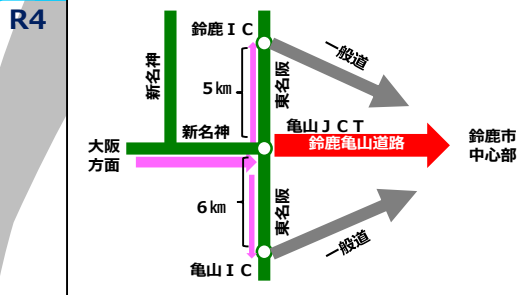 R4
鈴鹿ＩＣ
一般道
新名神
5㎞
東名阪
亀山ＪＣＴ
新名神
鈴鹿亀山道路
大阪
方面
鈴鹿市
中心部
6㎞
東名阪
一般道
亀山ＩＣ